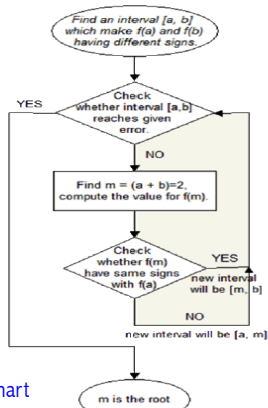 Find an interval [a, b]
which make f(a) and f(b)
having different signs.
YES
Check
whether interval [a,b]
reaches given
error.
NO
Find m = (a + b)=2,
compute the value for f(m).
Check
whether f(m)
have same signs
with f(a)
YES
new interval
will be [m, b]
NO
new interval will be [a, m]
m is the root